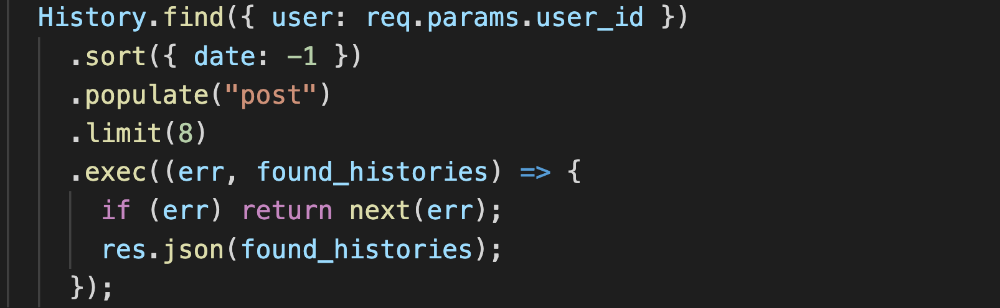 History.find({ user: req.params.user_id })
  .sort({ date: -1 })
  .populate("post")
  .limit(8)
  .exec((err, found_histories) => {
    if (err) return next(err);
    res.json(found_histories);
  });